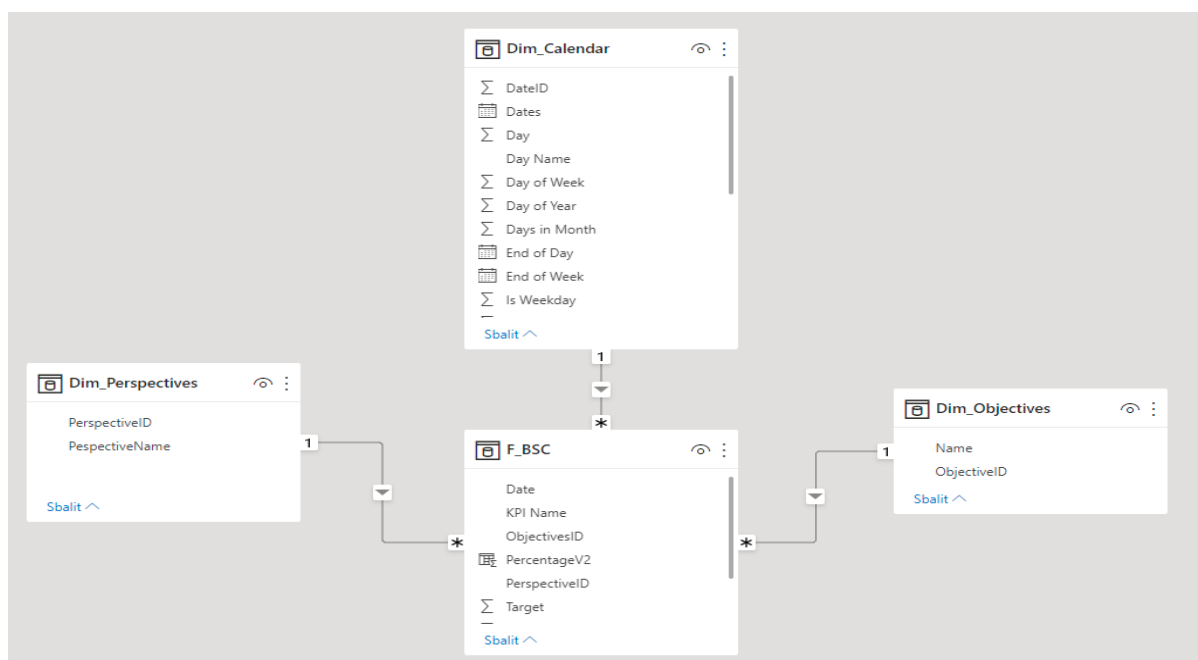 Dim_Calendar
DateID
Dates
Day
Day Name
Day of Week
Day of Year
Days in Month
End of Day
End of Week
Is Weekday
Sbalit
1
*
Dim_Perspectives
PerspectiveID
PespectiveName
Sbalit
1
*
Dim_Objectives
Name
ObjectiveID
Sbalit
1
*
F_BSC
Date
KPI Name
ObjectivesID
PercentageV2
PerspectiveID
Target
Sbalit